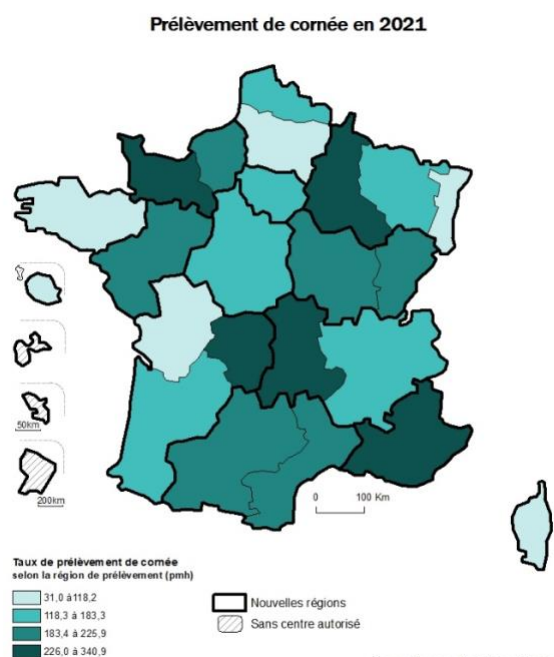 Prélèvement de cornée en 2021
50km
200km
0 100 Km
Taux de prélèvement de cornée
selon la région de prélèvement (pmh)
31,0 à118,2
118,3 à 183,3
183,4 à 225,9
226,0 à 340,9
Nouvelles régions
Sans centre autorisé